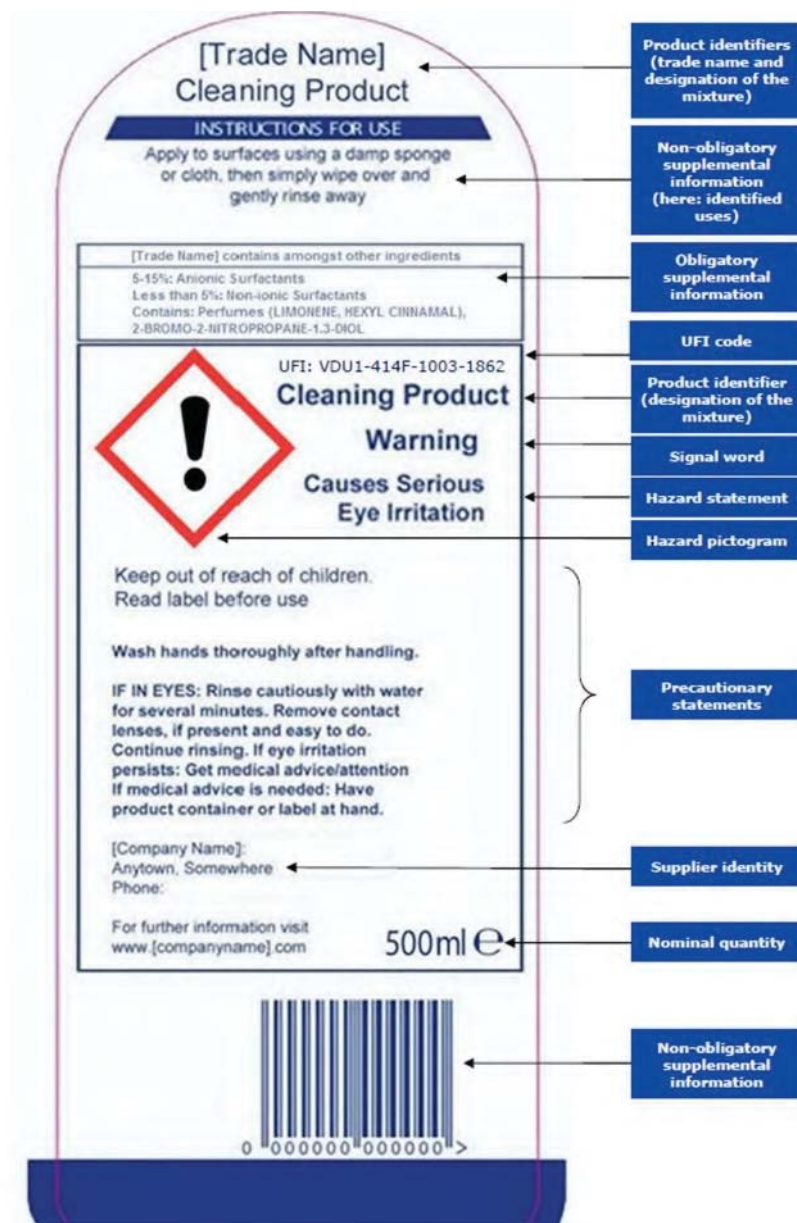 [Trade Name]
Cleaning Product
INSTRUCTIONS FOR USE
Apply to surfaces using a damp sponge
or cloth, then simply wipe over and
gently rinse away
[Trade Name] contains amongst other ingredients
5-15%: Anionic Surfactants
Less than 5%: Non-ionic Surfactants
Contains: Perfumes (LIMONENE, HEXYL CINNAMAL),
2-BROMO-2-NITROPROPANE-1.3-DIOL
UFI: VDU1-414F-1003-1862
Cleaning Product
Warning
Causes Serious
Eye Irritation
Keep out of reach of children.
Read label before use
Wash hands thoroughly after handling.
IF IN EYES: Rinse cautiously with water
for several minutes. Remove contact
lenses, if present and easy to do.
Continue rinsing. If eye irritation
persists: Get medical advice/attention
If medical advice is needed: Have
product container or label at hand.
[Company Name]:
Anytown, Somewhere
Phone:
For further information visit
www.[companyname].com
500ml ℮
0 000000 000000 >
Product identifiers
(trade name and
designation of the
mixture)
Non-obligatory
supplemental
information
(here: identified
uses)
Obligatory
supplemental
information
UFI code
Product identifier
(designation of the
mixture)
Signal word
Hazard statement
Hazard pictogram
Precautionary
statements
Supplier identity
Nominal quantity
Non-obligatory
supplemental
information